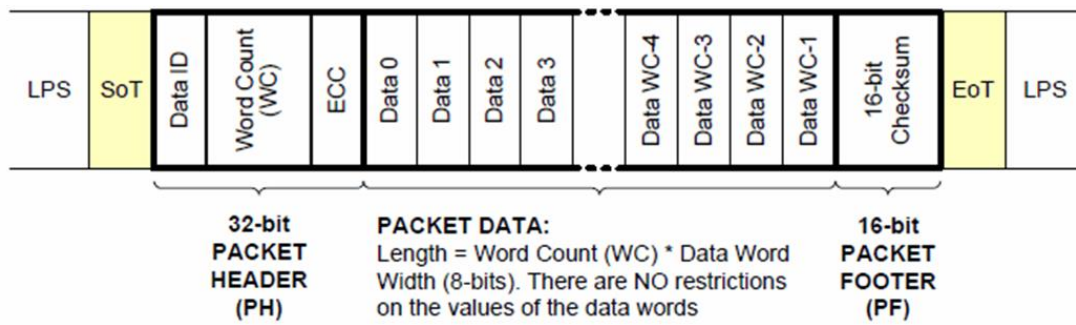 LPS
SoT
Data ID
Word Count
(WC)
ECC
Data 0
Data 1
Data 2
Data 3
Data WC-4
Data WC-3
Data WC-2
Data WC-1
16-bit
Checksum
EoT
LPS
32-bit
PACKET
HEADER
(PH)
PACKET DATA:
Length = Word Count (WC) * Data Word
Width (8-bits). There are NO restrictions
on the values of the data words
16-bit
PACKET
FOOTER
(PF)